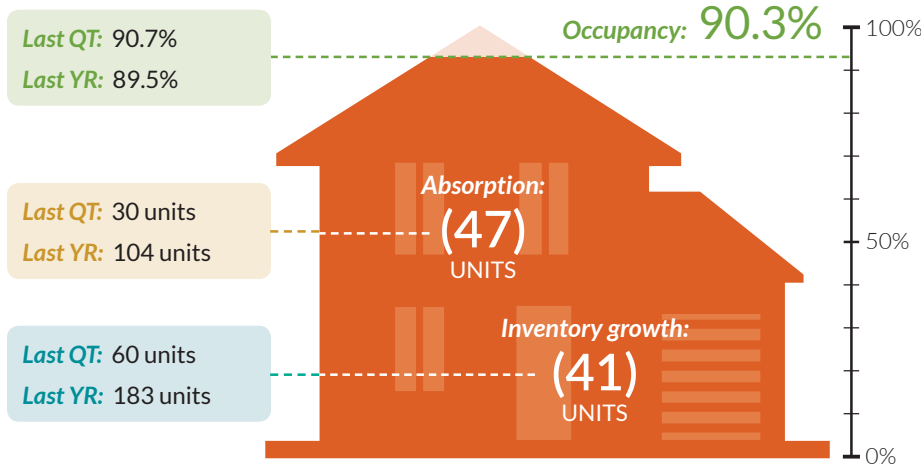 Last QT: 90.7%
Last YR: 89.5%
Occupancy: 90.3%
100%
Last QT: 30 units
Last YR: 104 units
Absorption:
(47)
UNITS
50%
Last QT: 60 units
Last YR: 183 units
Inventory growth:
(41)
UNITS
0%